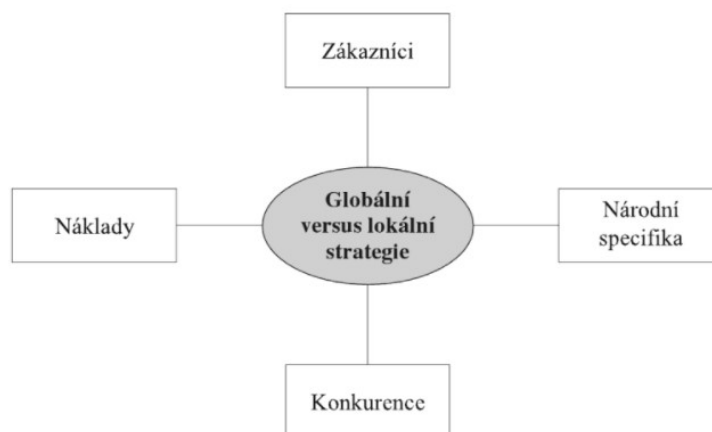 Zákazníci
Náklady
Globální
versus lokální
strategie
Národní
specifika
Konkurence